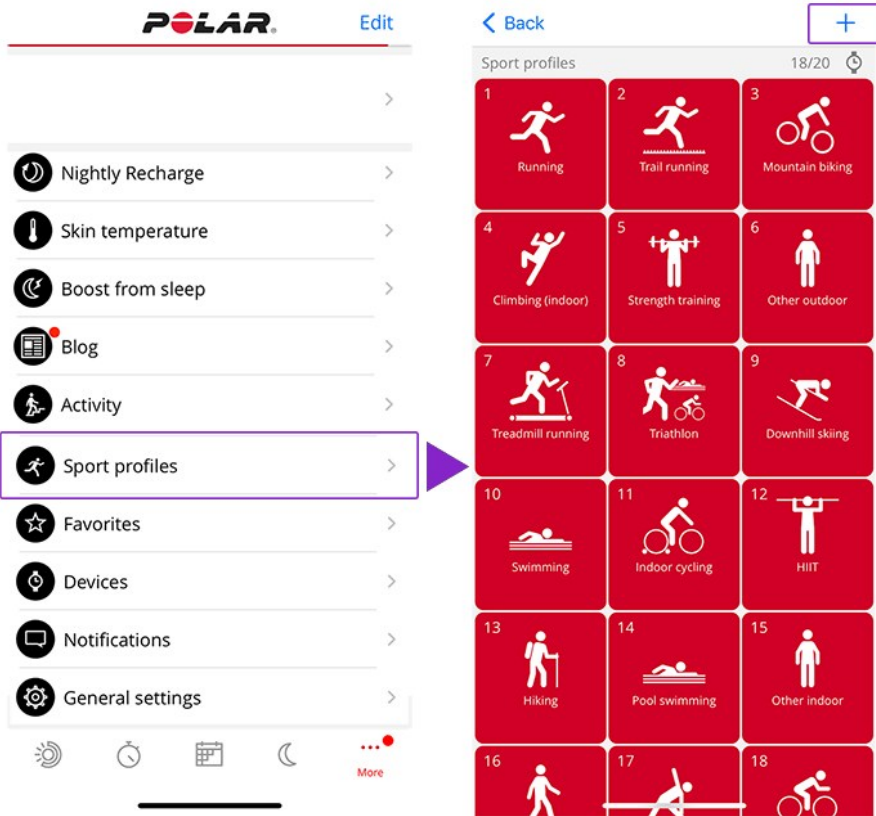 POLAR.
Edit
Nightly Recharge
Skin temperature
Boost from sleep
Blog
Activity
Sport profiles
Favorites
Devices
Notifications
General settings
More
Back
+
Sport profiles 18/20
1 2 3
Running Trail running Mountain biking
4 5 6
Climbing (indoor) Strength training Other outdoor
7 8 9
Treadmill running Triathlon Downhill skiing
10 11 12
Swimming Indoor cycling HIIT
13 14 15
Hiking Pool swimming Other indoor
16 17 18